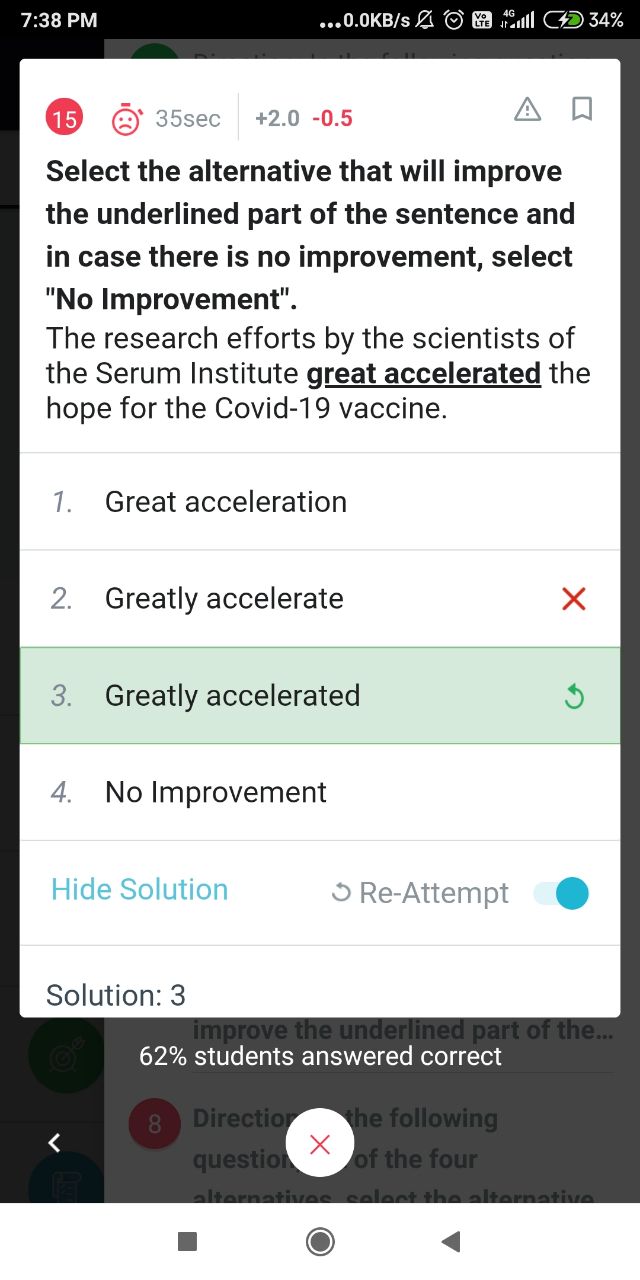 7:38 PM ...0.0KB/s Vo LTE 4G 34%
15 35sec +2.0 -0.5
Select the alternative that will improve
the underlined part of the sentence and
in case there is no improvement, select
"No Improvement".
The research efforts by the scientists of
the Serum Institute great accelerated the
hope for the Covid-19 vaccine.
1. Great acceleration
2. Greatly accelerate
3. Greatly accelerated
4. No Improvement
Hide Solution Re-Attempt
Solution: 3
improve the underlined part of the...
62% students answered correct
8 Direction the following
question of the four
alternatives, select the alternative